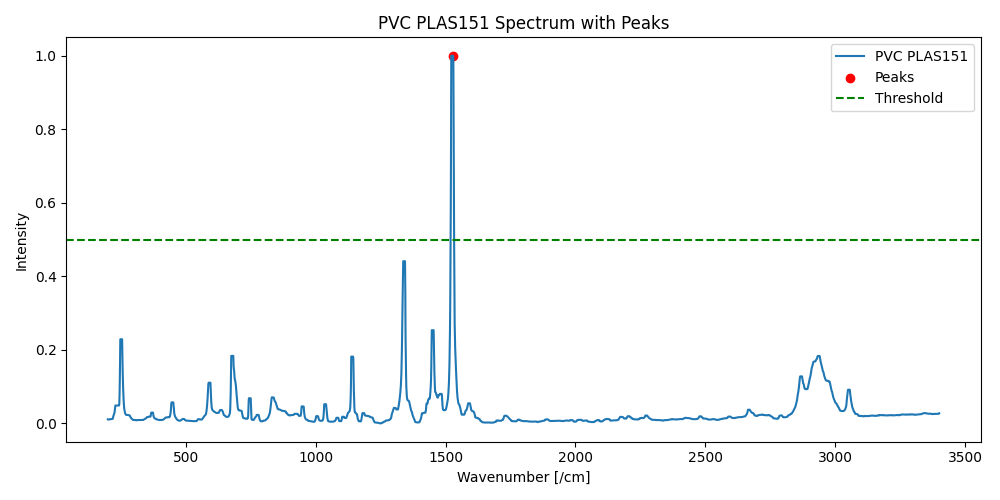 PVC PLAS151 Spectrum with Peaks
PVC PLAS151
Peaks
Threshold
Intensity
1.0
0.8
0.6
0.4
0.2
0.0
500
1000
1500
2000
2500
3000
3500
Wavenumber [/cm]